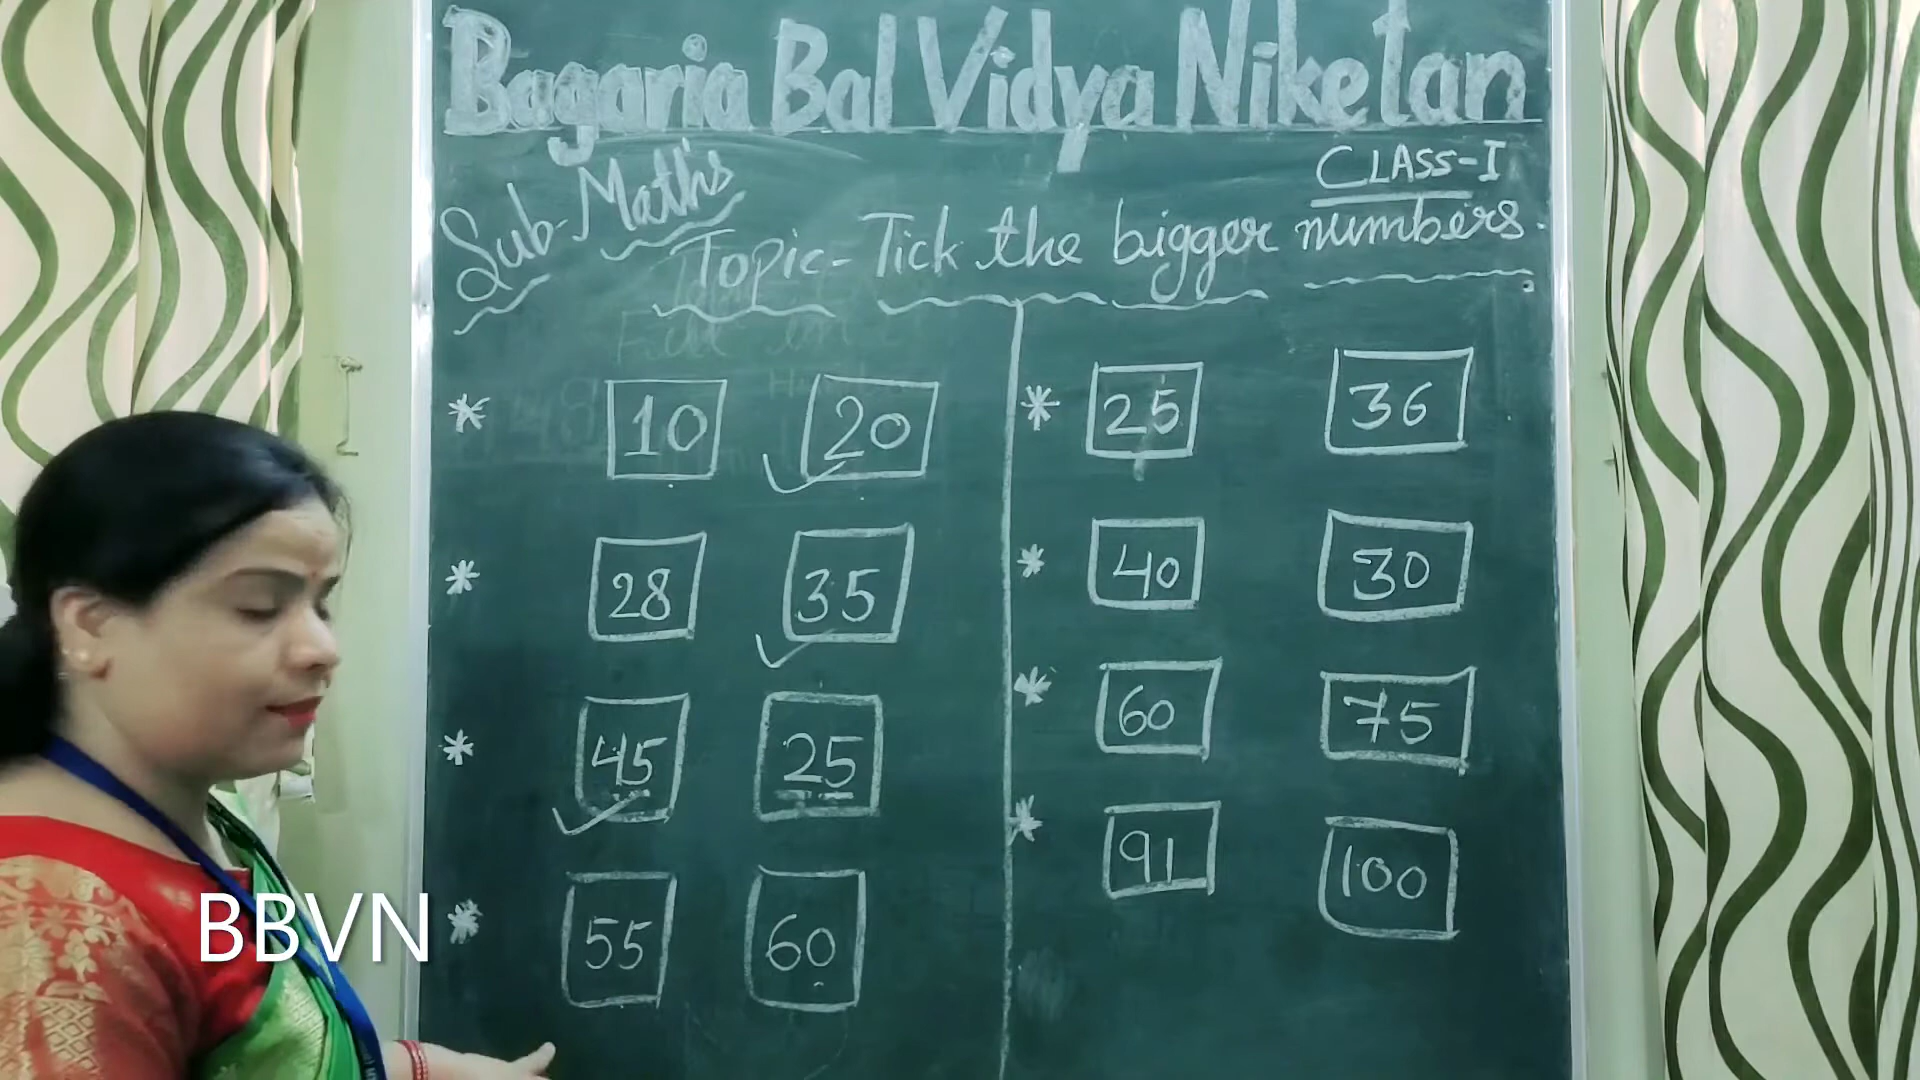 Bagaria Bal Vidya Niketan
Sub-Maths
CLASS-I
Topic- Tick the bigger numbers.
* 10 20
* 28 35
* 45 25
* 55 60
* 25 36
* 40 30
* 60 75
* 91 100
BBVN